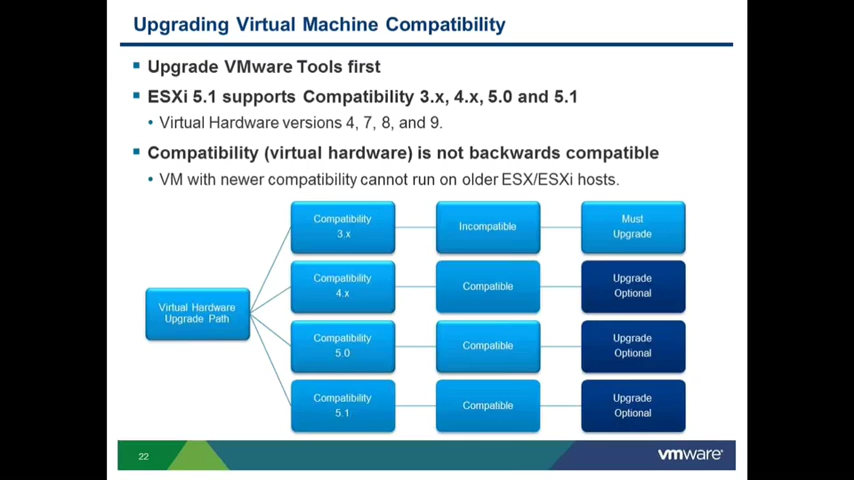 Upgrading Virtual Machine Compatibility
Upgrade VMware Tools first
ESXi 5.1 supports Compatibility 3.x, 4.x, 5.0 and 5.1
Virtual Hardware versions 4, 7, 8, and 9.
Compatibility (virtual hardware) is not backwards compatible
VM with newer compatibility cannot run on older ESX/ESXi hosts.
Virtual Hardware
Upgrade Path
Compatibility
3.x
Incompatible
Must
Upgrade
Compatibility
4.x
Compatible
Upgrade
Optional
Compatibility
5.0
Compatible
Upgrade
Optional
Compatibility
5.1
Compatible
Upgrade
Optional
22
vmware